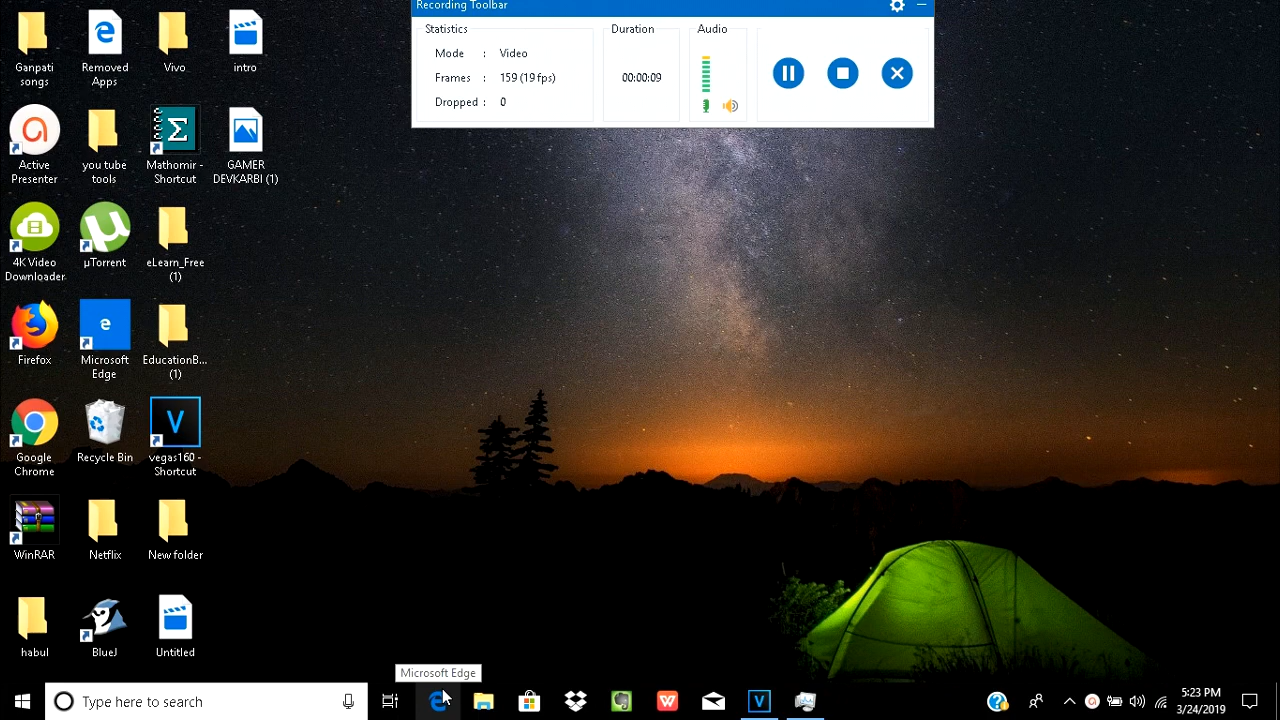 Recording Toolbar
Statistics
Mode : Video
Frames : 159 (19 fps)
Dropped : 0
Duration
00:00:09
Audio
Ganpati
songs
Removed
Apps
Vivo
intro
Active
Presenter
you tube
tools
Mathomir -
Shortcut
GAMER
DEVKARBI (1)
4K Video
Downloader
µTorrent
eLearn_Free
(1)
Firefox
Microsoft
Edge
EducationB...
(1)
Google
Chrome
Recycle Bin
vegas160 -
Shortcut
WinRAR
Netflix
New folder
habul
BlueJ
Untitled
Microsoft Edge
Type here to search
3/24/2019